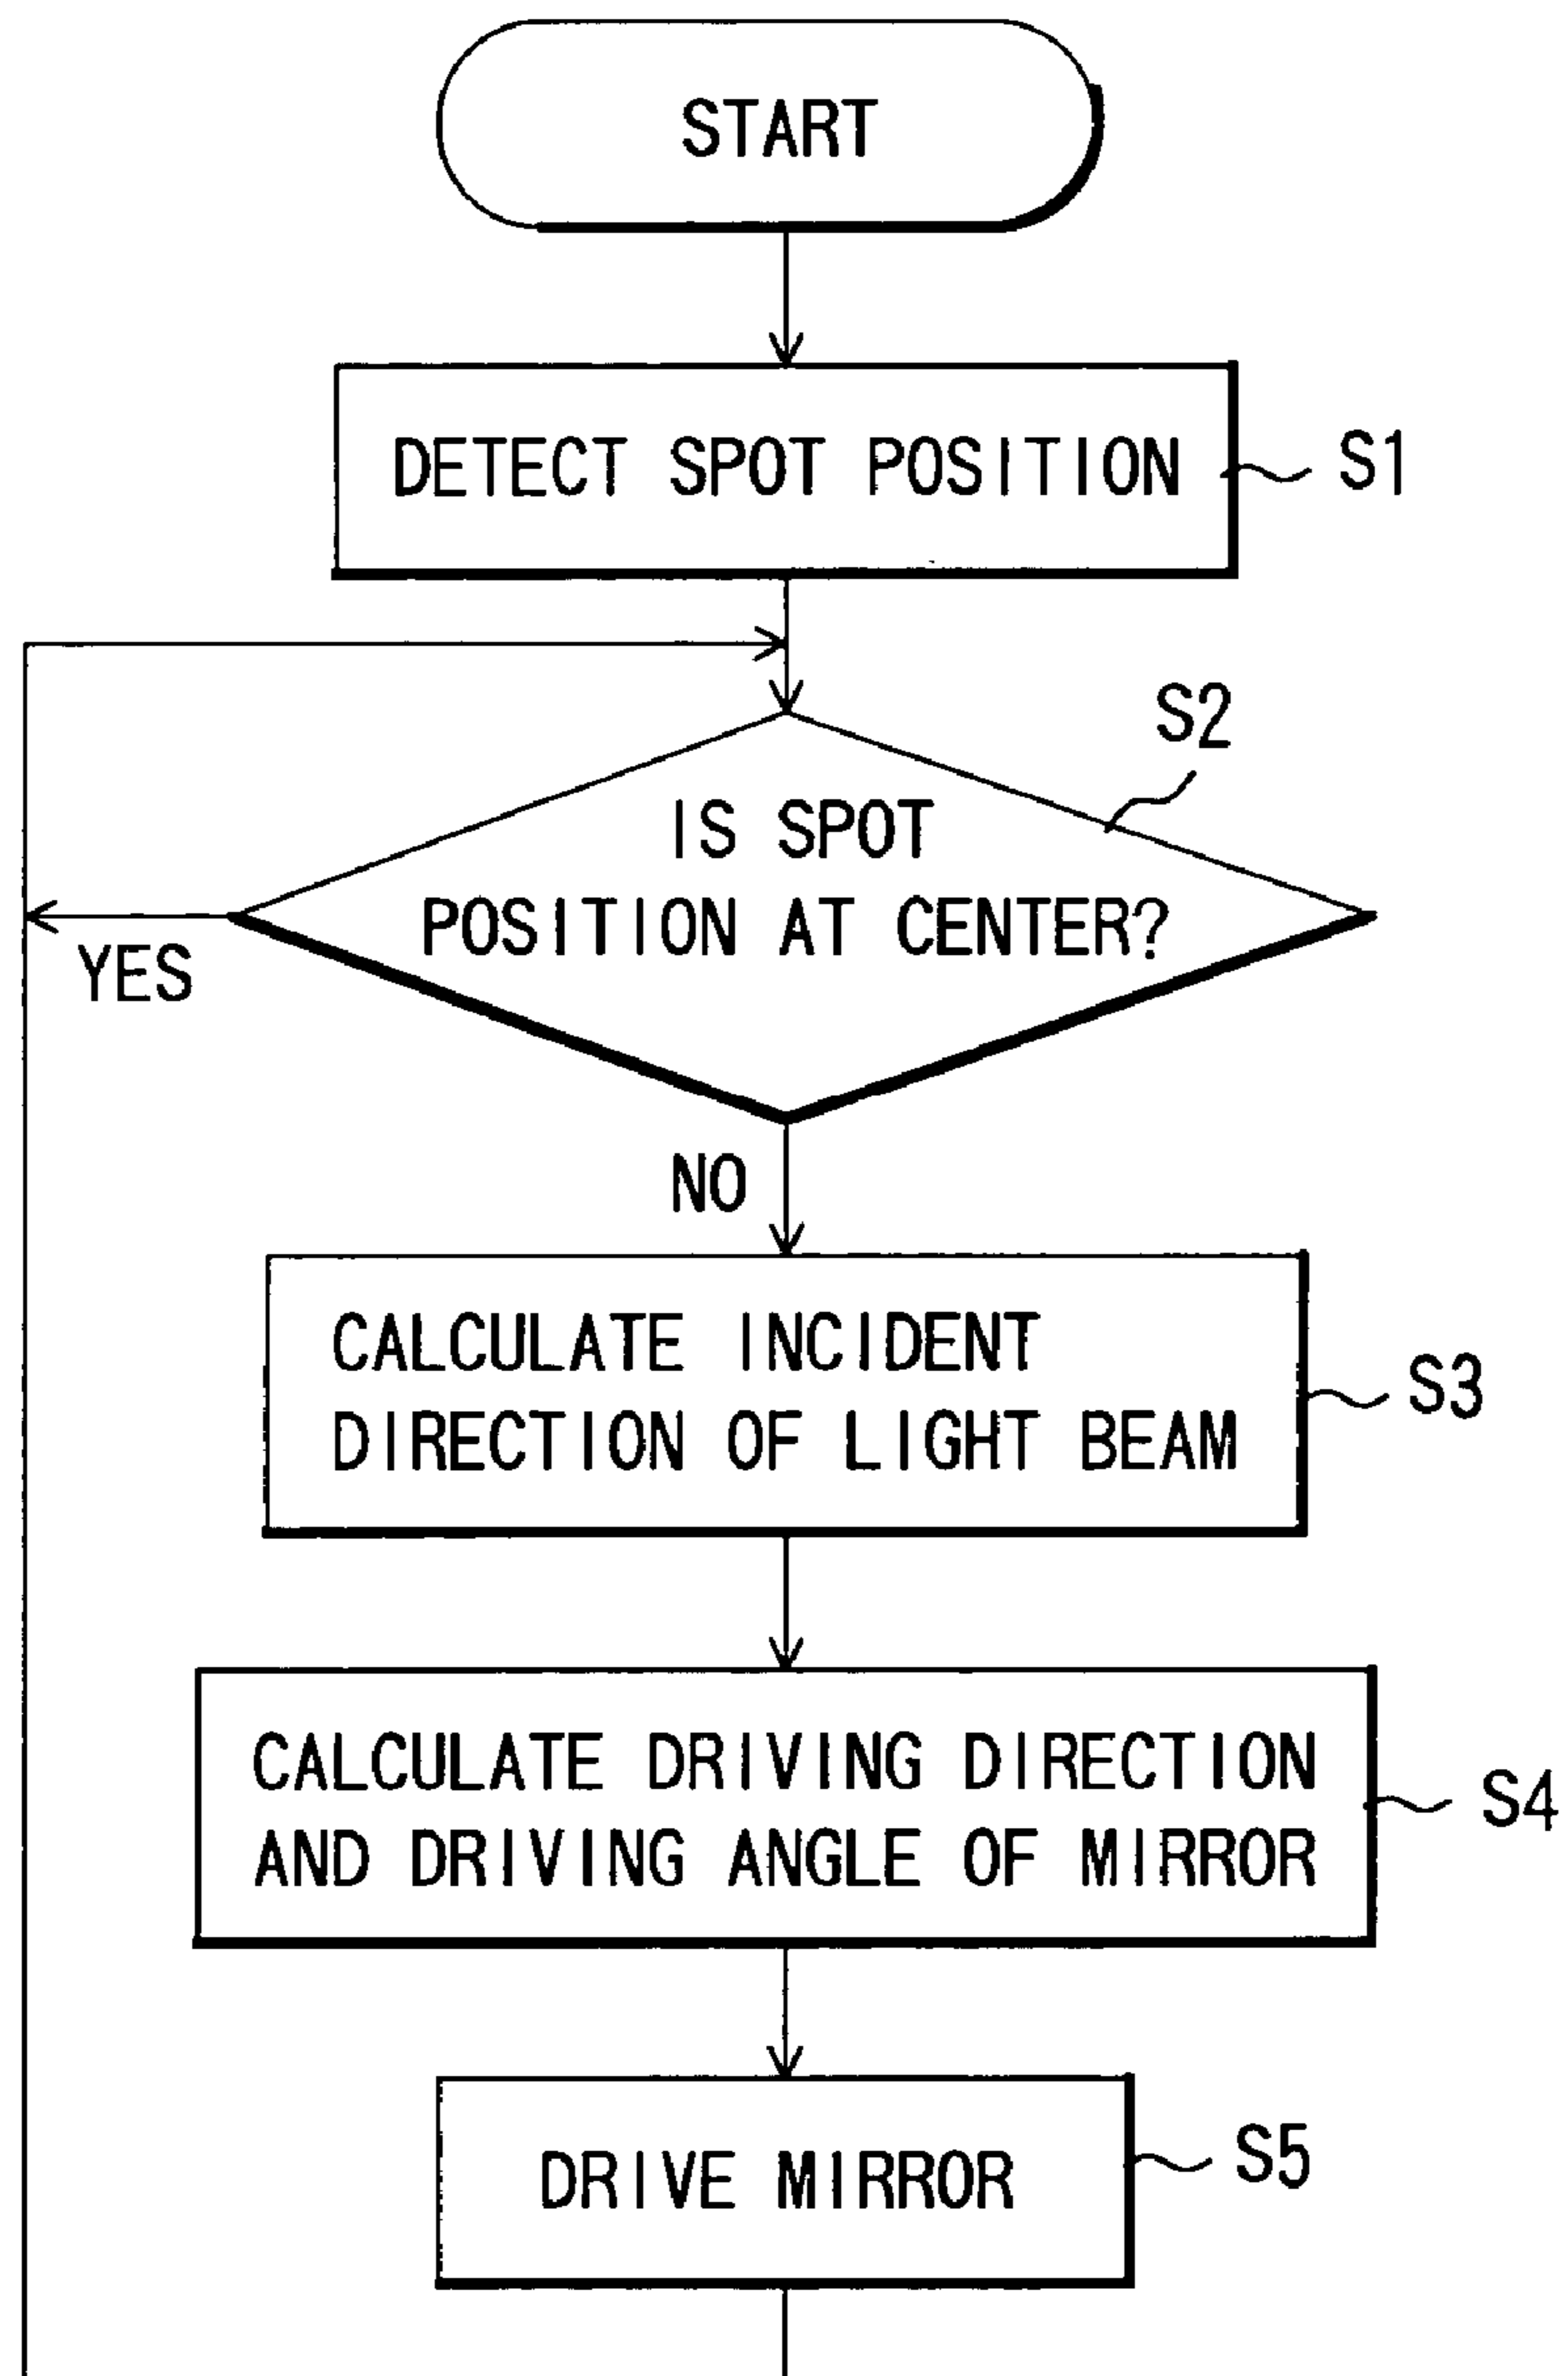 START
DETECT SPOT POSITION
S1
S2
IS SPOT
POSITION AT CENTER?
YES
NO
CALCULATE INCIDENT
DIRECTION OF LIGHT BEAM
S3
CALCULATE DRIVING DIRECTION
AND DRIVING ANGLE OF MIRROR
S4
DRIVE MIRROR
S5